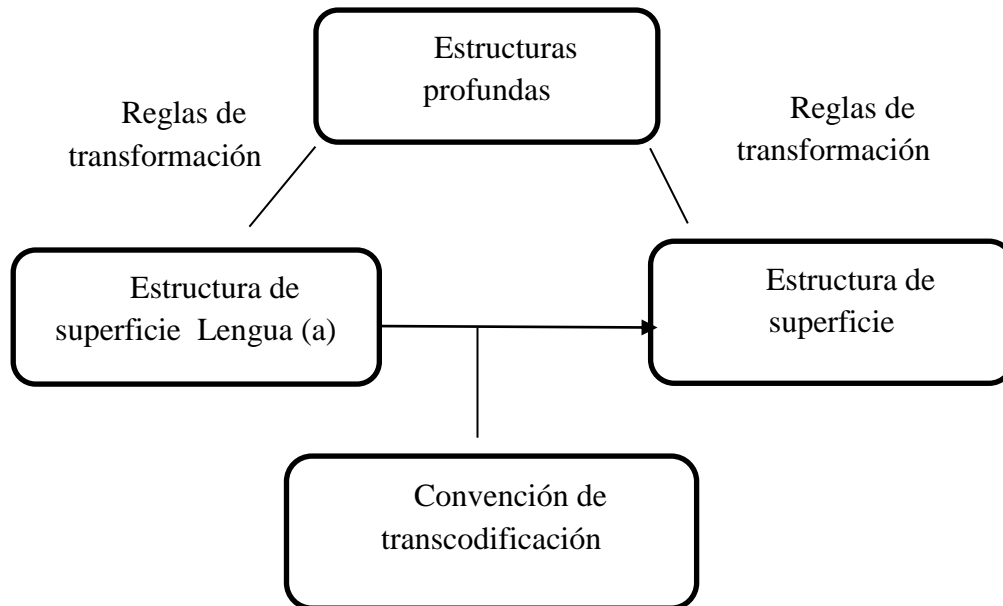 Estructuras
profundas
Reglas de
transformación
Reglas de
transformación
Estructura de
superficie Lengua (a)
Estructura de
superficie
Convención de
transcodificación